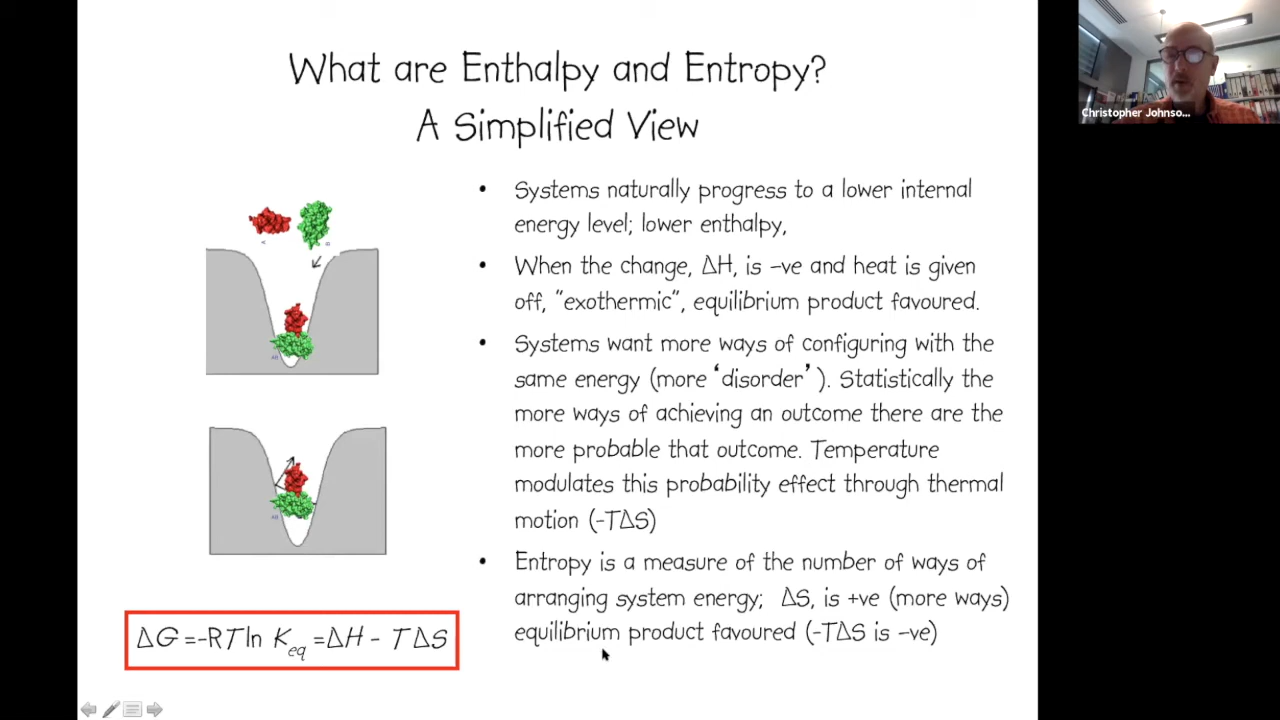 What are Enthalpy and Entropy?
A Simplified View
Christopher Johnso...
• Systems naturally progress to a lower internal
energy level; lower enthalpy,
• When the change, ΔH, is –ve and heat is given
off, "exothermic", equilibrium product favoured.
• Systems want more ways of configuring with the
same energy (more 'disorder' ). Statistically the
more ways of achieving an outcome there are the
more probable that outcome. Temperature
modulates this probability effect through thermal
motion (-TΔS)
• Entropy is a measure of the number of ways of
arranging system energy; ΔS, is +ve (more ways)
equilibrium product favoured (-TΔS is –ve)
AB
AB
ΔG =-RT ln Keq =ΔH - TΔS